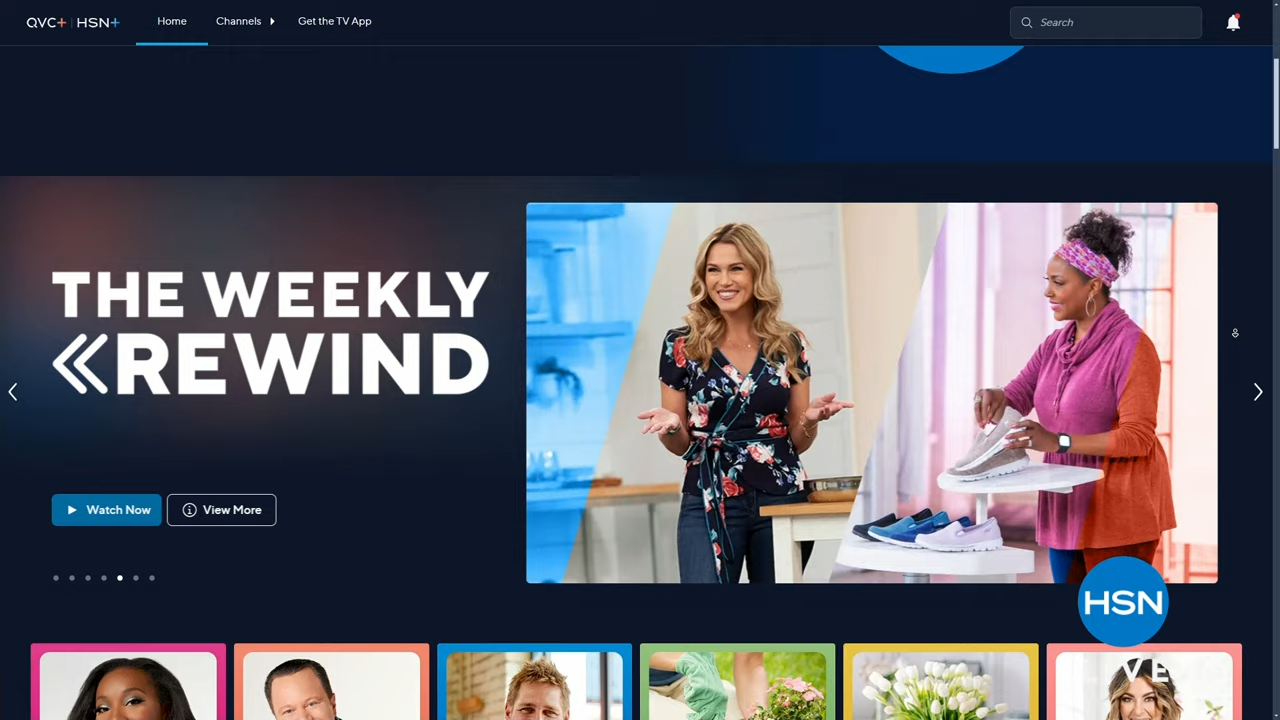 QVC+ | HSN+
Home
Channels
Get the TV App
Search
THE WEEKLY
REWIND
Watch Now
View More
HSN